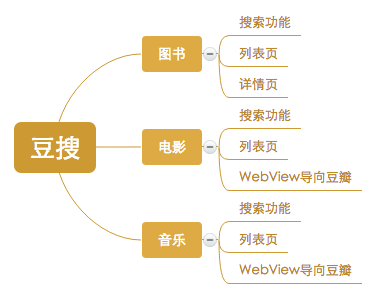 豆搜
图书
搜索功能
列表页
详情页
电影
搜索功能
列表页
WebView导向豆瓣
音乐
搜索功能
列表页
WebView导向豆瓣